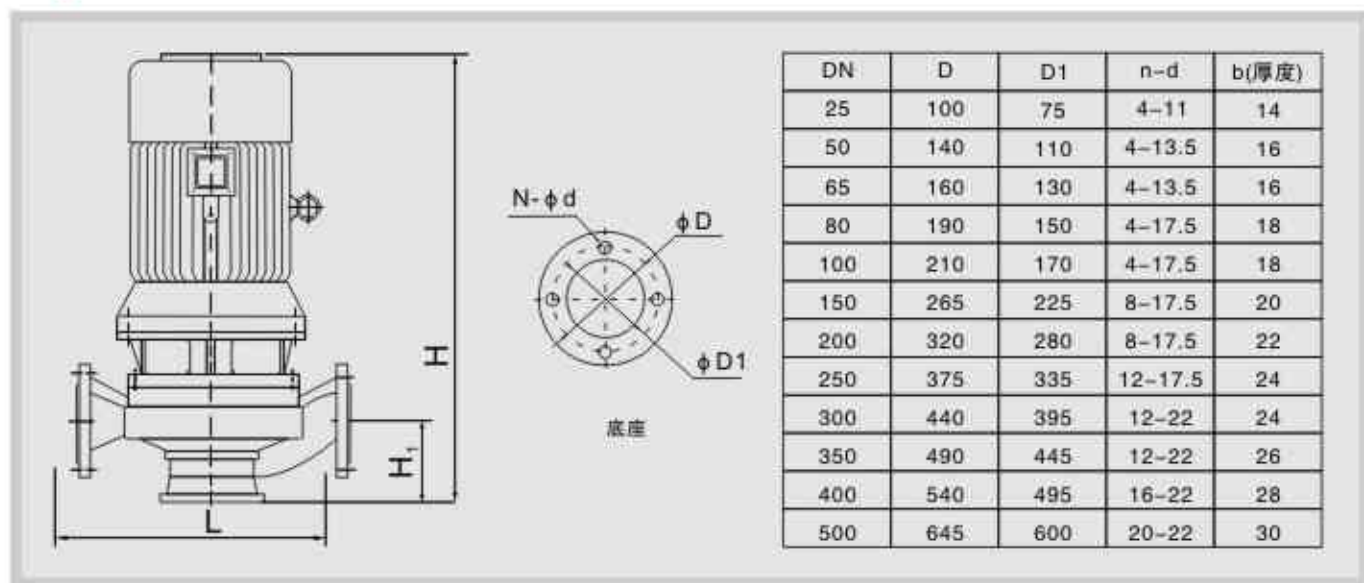 H
H1
L
N-ϕd
ϕD
ϕD1
底座
DN D D1 n-d b(厚度)
25 100 75 4-11 14
50 140 110 4-13.5 16
65 160 130 4-13.5 16
80 190 150 4-17.5 18
100 210 170 4-17.5 18
150 265 225 8-17.5 20
200 320 280 8-17.5 22
250 375 335 12-17.5 24
300 440 395 12-22 24
350 490 445 12-22 26
400 540 495 16-22 28
500 645 600 20-22 30